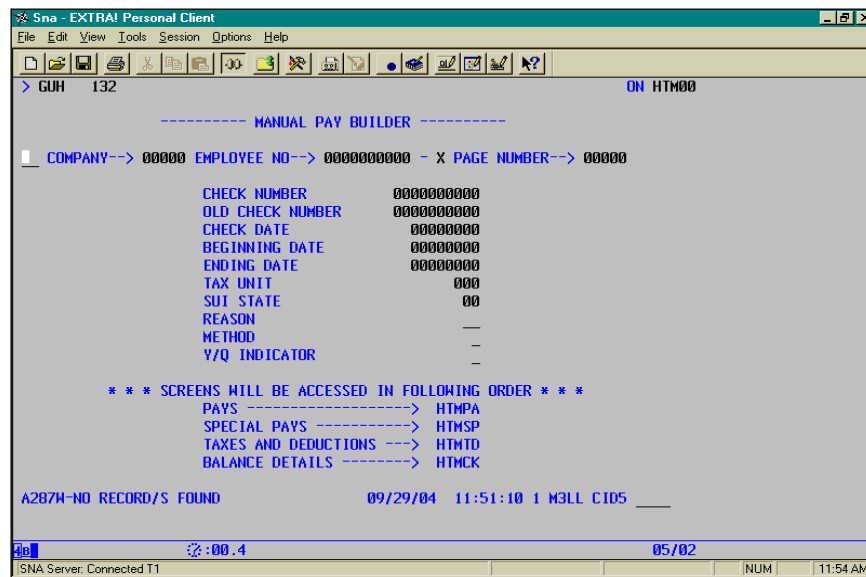 Sna - EXTRA! Personal Client
File Edit View Tools Session Options Help
> GUH 132 ON HTM00
---------- MANUAL PAY BUILDER ----------
__ COMPANY--> 00000 EMPLOYEE NO--> 0000000000 - X PAGE NUMBER--> 00000
CHECK NUMBER 0000000000
OLD CHECK NUMBER 0000000000
CHECK DATE 00000000
BEGINNING DATE 00000000
ENDING DATE 00000000
TAX UNIT 000
SUI STATE 00
REASON __
METHOD _
Y/Q INDICATOR _
* * * SCREENS WILL BE ACCESSED IN FOLLOWING ORDER * * *
PAYS -------------------> HTMPA
SPECIAL PAYS -----------> HTMSP
TAXES AND DEDUCTIONS ---> HTMTD
BALANCE DETAILS --------> HTMCK
A287W-NO RECORD/S FOUND 09/29/04 11:51:10 1 M3LL CID5 ____
4B :00.4 05/02
SNA Server: Connected T1 NUM 11:54 AM